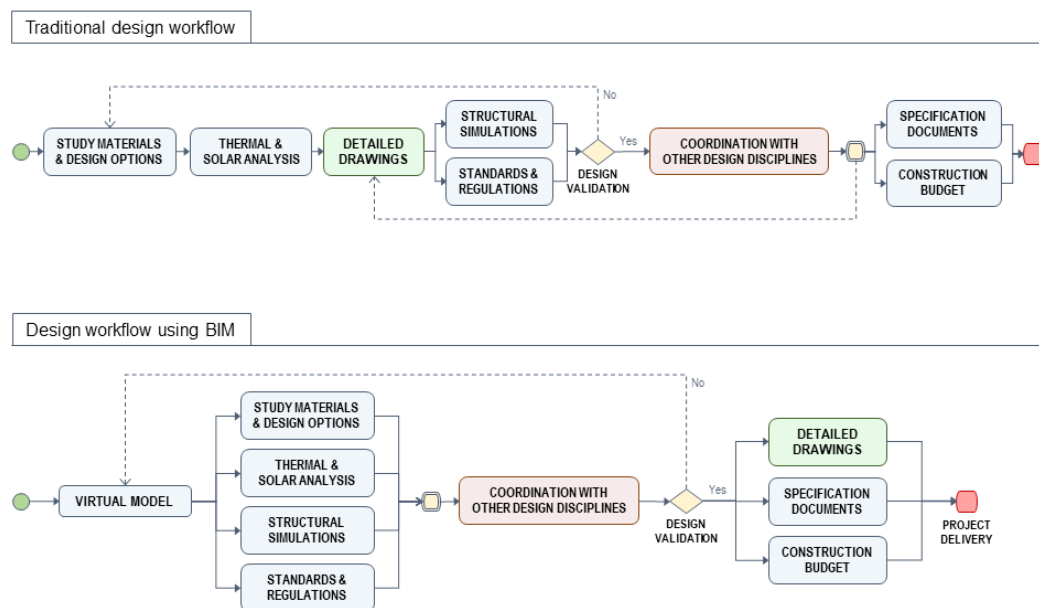 Traditional design workflow
No
STUDY MATERIALS
& DESIGN OPTIONS
THERMAL &
SOLAR ANALYSIS
DETAILED
DRAWINGS
STRUCTURAL
SIMULATIONS
STANDARDS &
REGULATIONS
Yes
DESIGN
VALIDATION
COORDINATION WITH
OTHER DESIGN DISCIPLINES
SPECIFICATION
DOCUMENTS
CONSTRUCTION
BUDGET
Design workflow using BIM
No
VIRTUAL MODEL
STUDY MATERIALS
& DESIGN OPTIONS
THERMAL &
SOLAR ANALYSIS
STRUCTURAL
SIMULATIONS
STANDARDS &
REGULATIONS
COORDINATION WITH
OTHER DESIGN DISCIPLINES
Yes
DESIGN
VALIDATION
DETAILED
DRAWINGS
SPECIFICATION
DOCUMENTS
CONSTRUCTION
BUDGET
PROJECT
DELIVERY